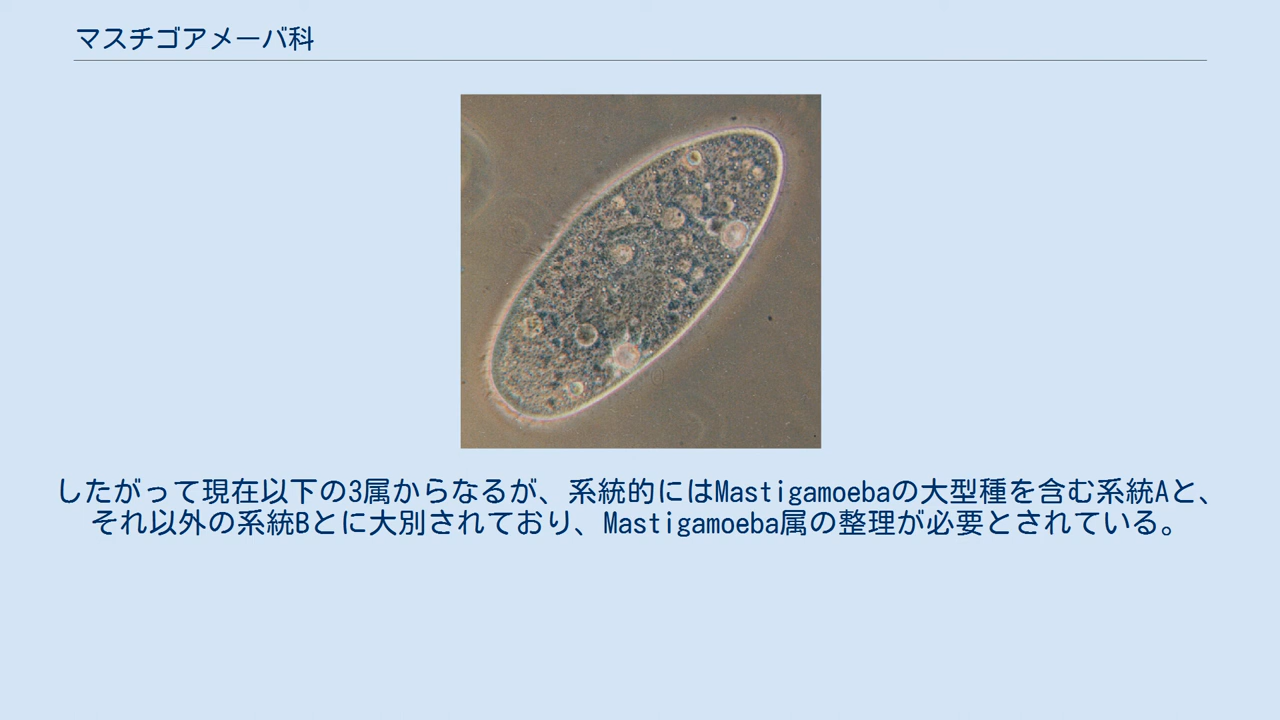 マスチゴアメーバ科
したがって現在以下の3属からなるが、系統的にはMastigamoebaの大型種を含む系統Aと、
それ以外の系統Bとに大別されており、Mastigamoeba属の整理が必要とされている。